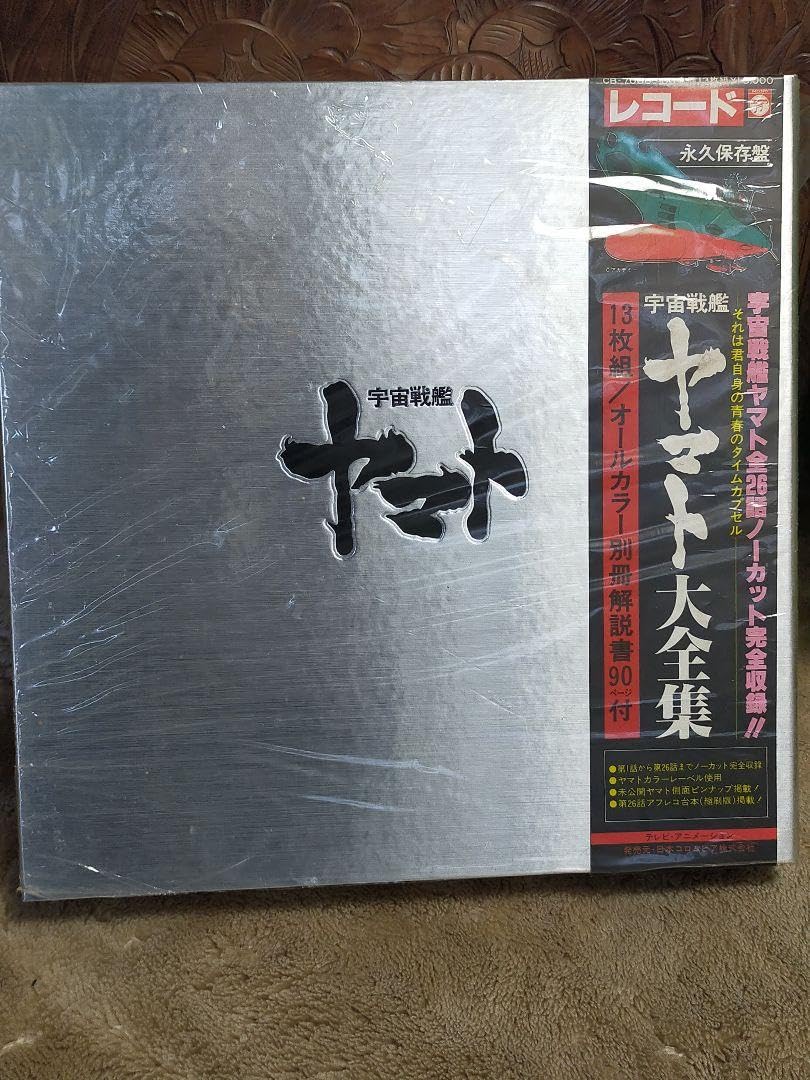 宇宙戦艦
ヤマト
レコード
永久保存盤
宇宙戦艦ヤマト全26話ノーカット完全収録!!
それは君自身の青春のタイムカプセル
宇宙戦艦
ヤマト大全集
13枚組/オールカラー別冊解説書90ページ付
●第1話から第26話までノーカット完全収録
●ヤマトカラーレーベル使用
●未公開ヤマト側面ピンナップ掲載!
●第26話アフレコ台本(縮刷版)掲載!
テレビ・アニメーション
発売元・日本コロムビア株式会社